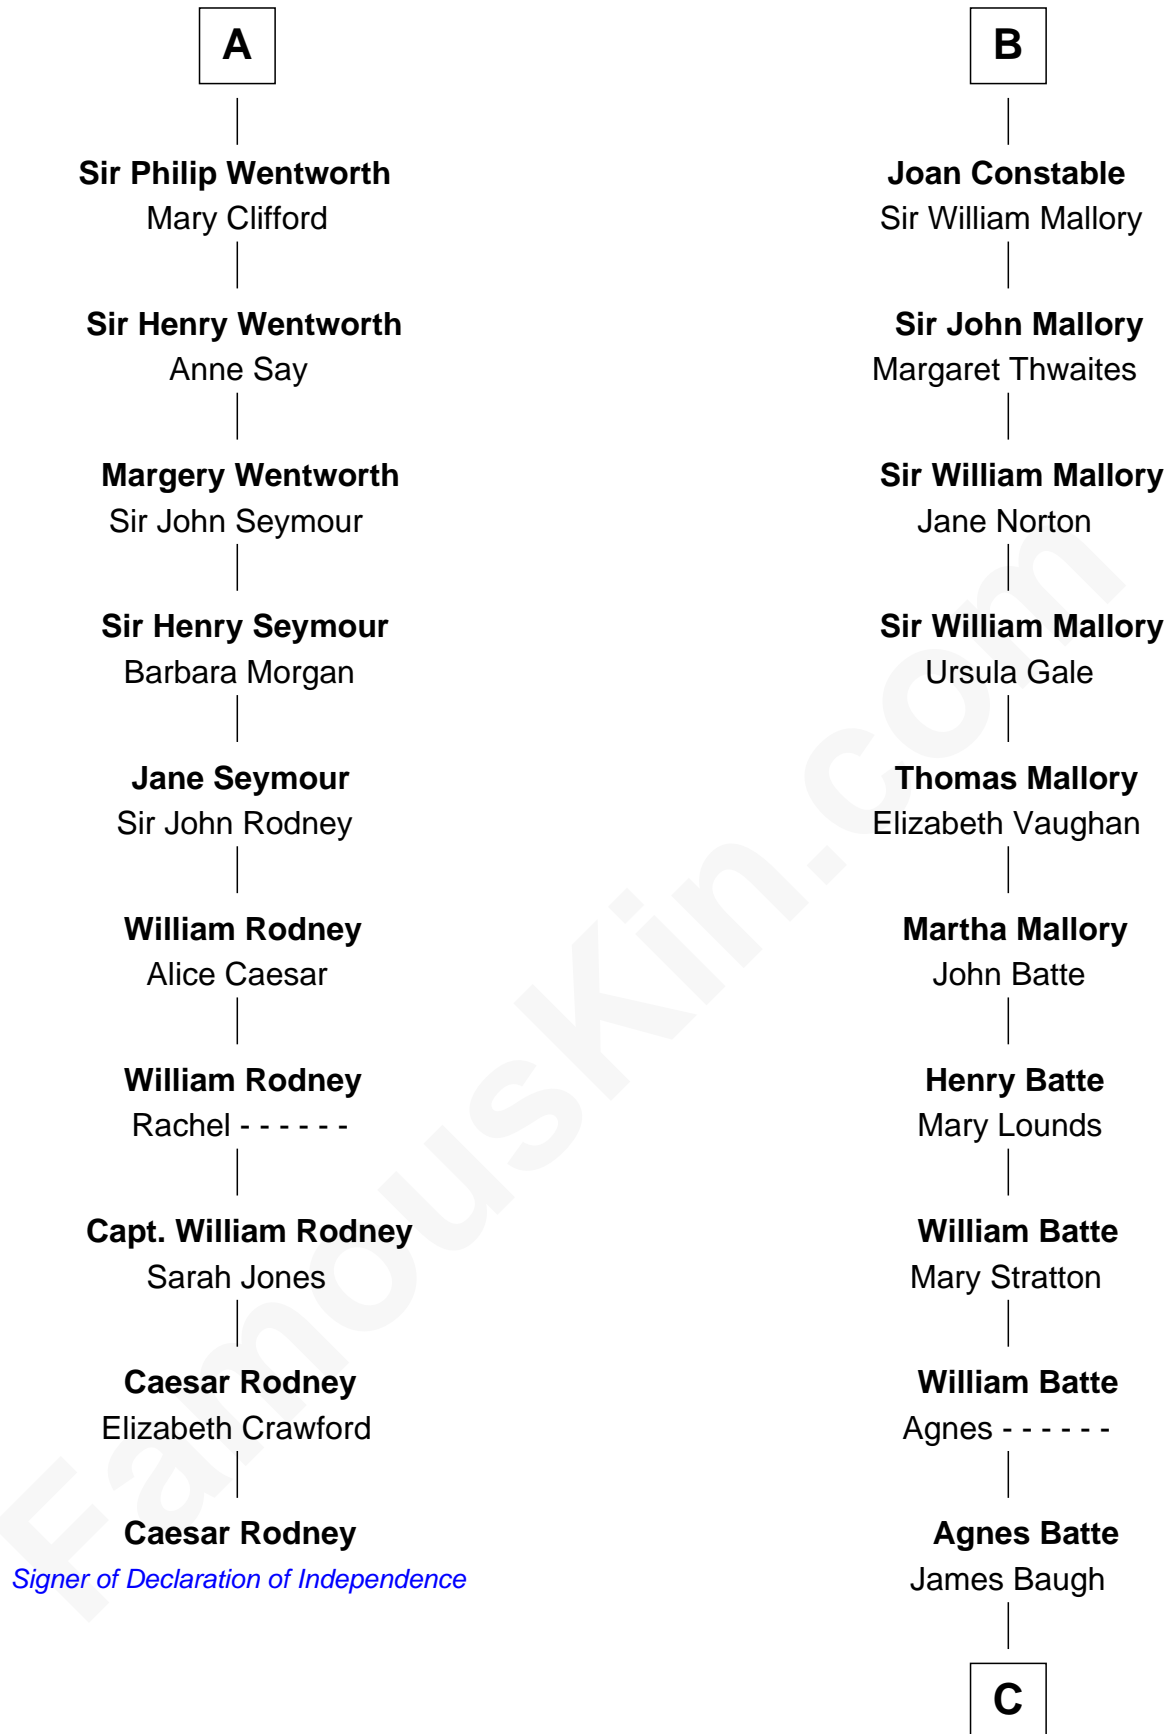 A
Sir Philip Wentworth
Mary Clifford
Sir Henry Wentworth
Anne Say
Margery Wentworth
Sir John Seymour
Sir Henry Seymour
Barbara Morgan
Jane Seymour
Sir John Rodney
William Rodney
Alice Caesar
William Rodney
Rachel - - - - - -
Capt. William Rodney
Sarah Jones
Caesar Rodney
Elizabeth Crawford
Caesar Rodney
Signer of Declaration of Independence
B
Joan Constable
Sir William Mallory
Sir John Mallory
Margaret Thwaites
Sir William Mallory
Jane Norton
Sir William Mallory
Ursula Gale
Thomas Mallory
Elizabeth Vaughan
Martha Mallory
John Batte
Henry Batte
Mary Lounds
William Batte
Mary Stratton
William Batte
Agnes - - - - - -
Agnes Batte
James Baugh
C
FamousKin.com